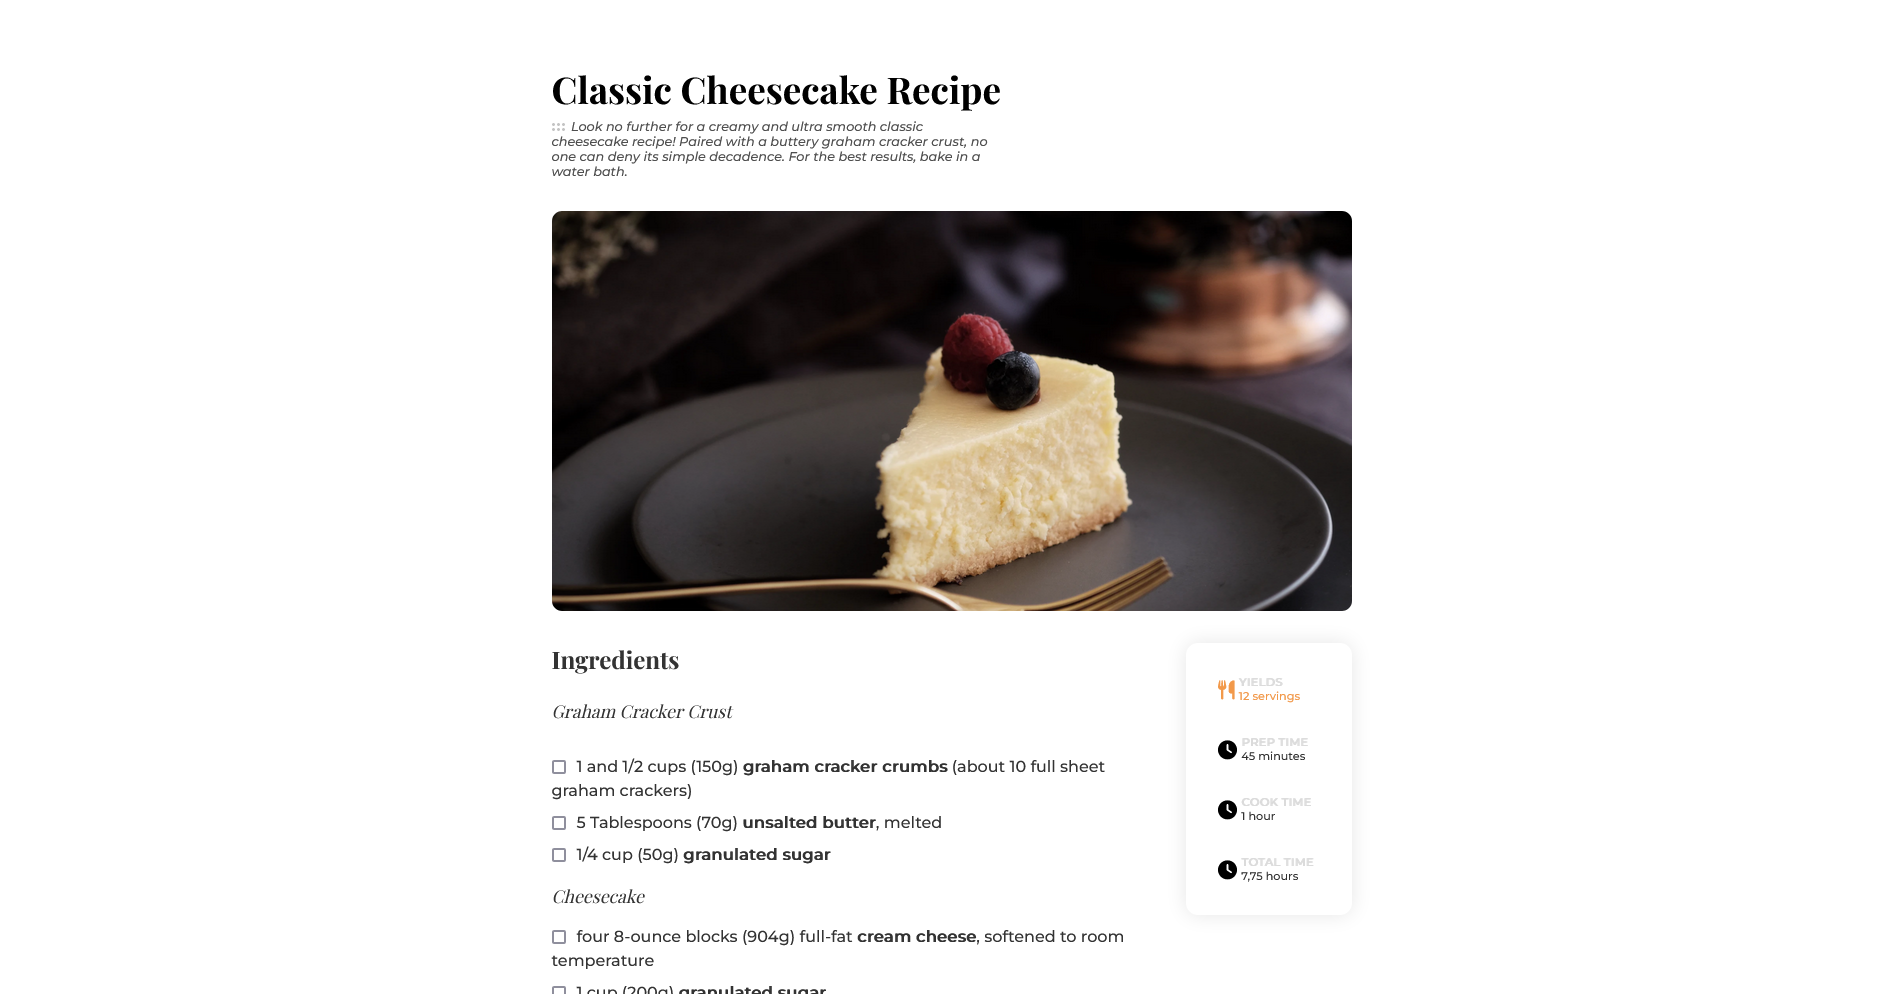 Classic Cheesecake Recipe
Look no further for a creamy and ultra smooth classic
cheesecake recipe! Paired with a buttery graham cracker crust, no
one can deny its simple decadence. For the best results, bake in a
water bath.
Ingredients
Graham Cracker Crust
1 and 1/2 cups (150g) graham cracker crumbs (about 10 full sheet
graham crackers)
5 Tablespoons (70g) unsalted butter, melted
1/4 cup (50g) granulated sugar
Cheesecake
four 8-ounce blocks (904g) full-fat cream cheese, softened to room
temperature
1 cup (200g) granulated sugar
YIELDS
12 servings
PREP TIME
45 minutes
COOK TIME
1 hour
TOTAL TIME
7,75 hours